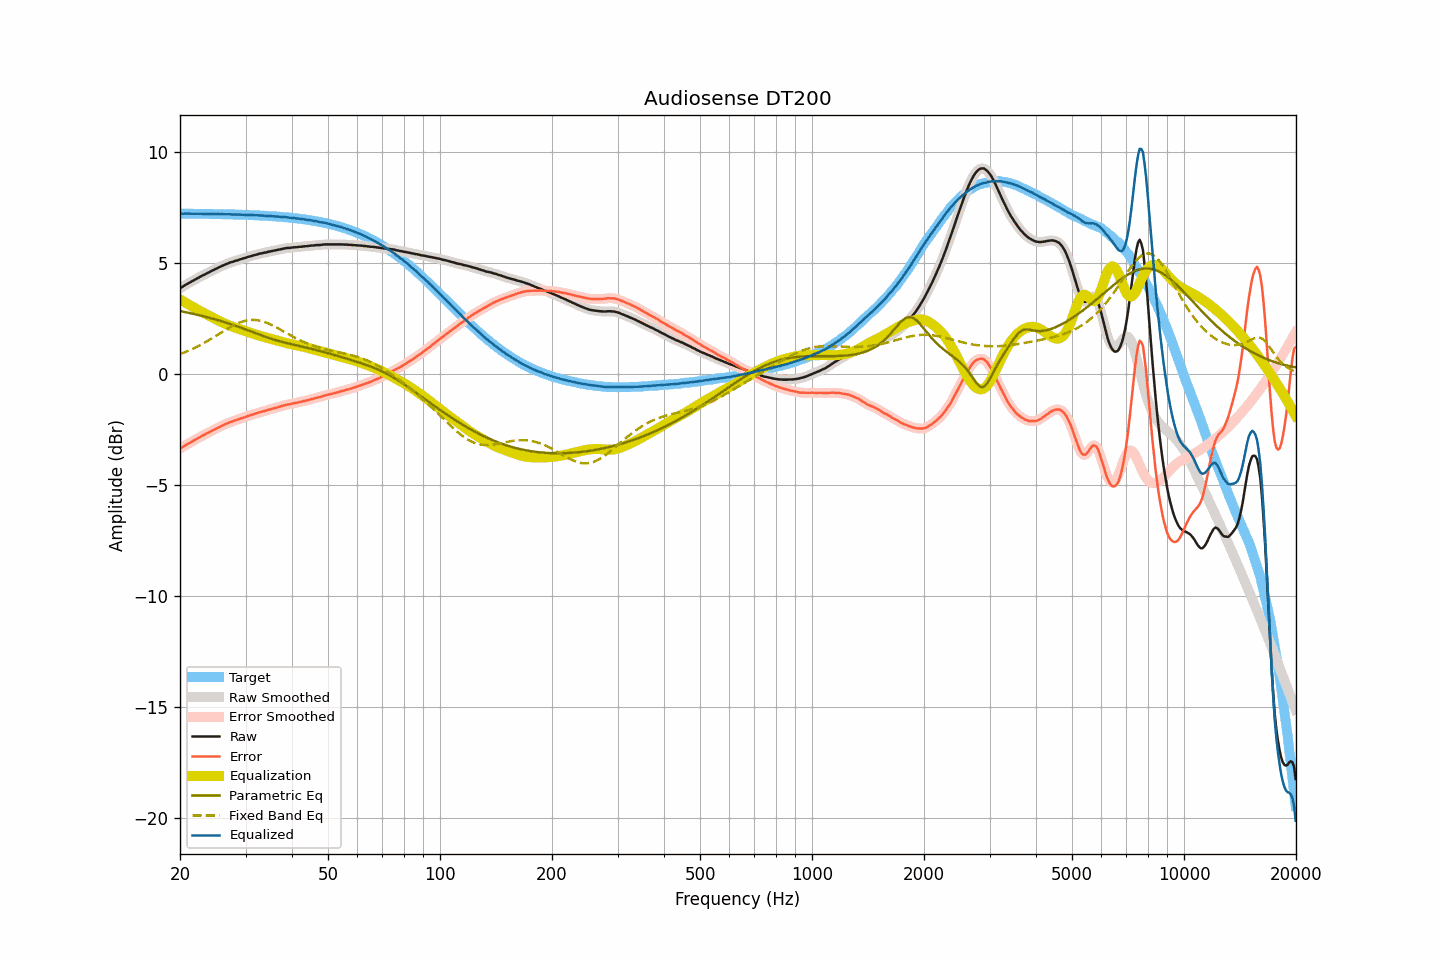 Audiosense DT200
10
5
0
−5
−10
−15
−20
Amplitude (dBr)
Target
Raw Smoothed
Error Smoothed
Raw
Error
Equalization
Parametric Eq
Fixed Band Eq
Equalized
20 50 100 200 500 1000 2000 5000 10000 20000
Frequency (Hz)